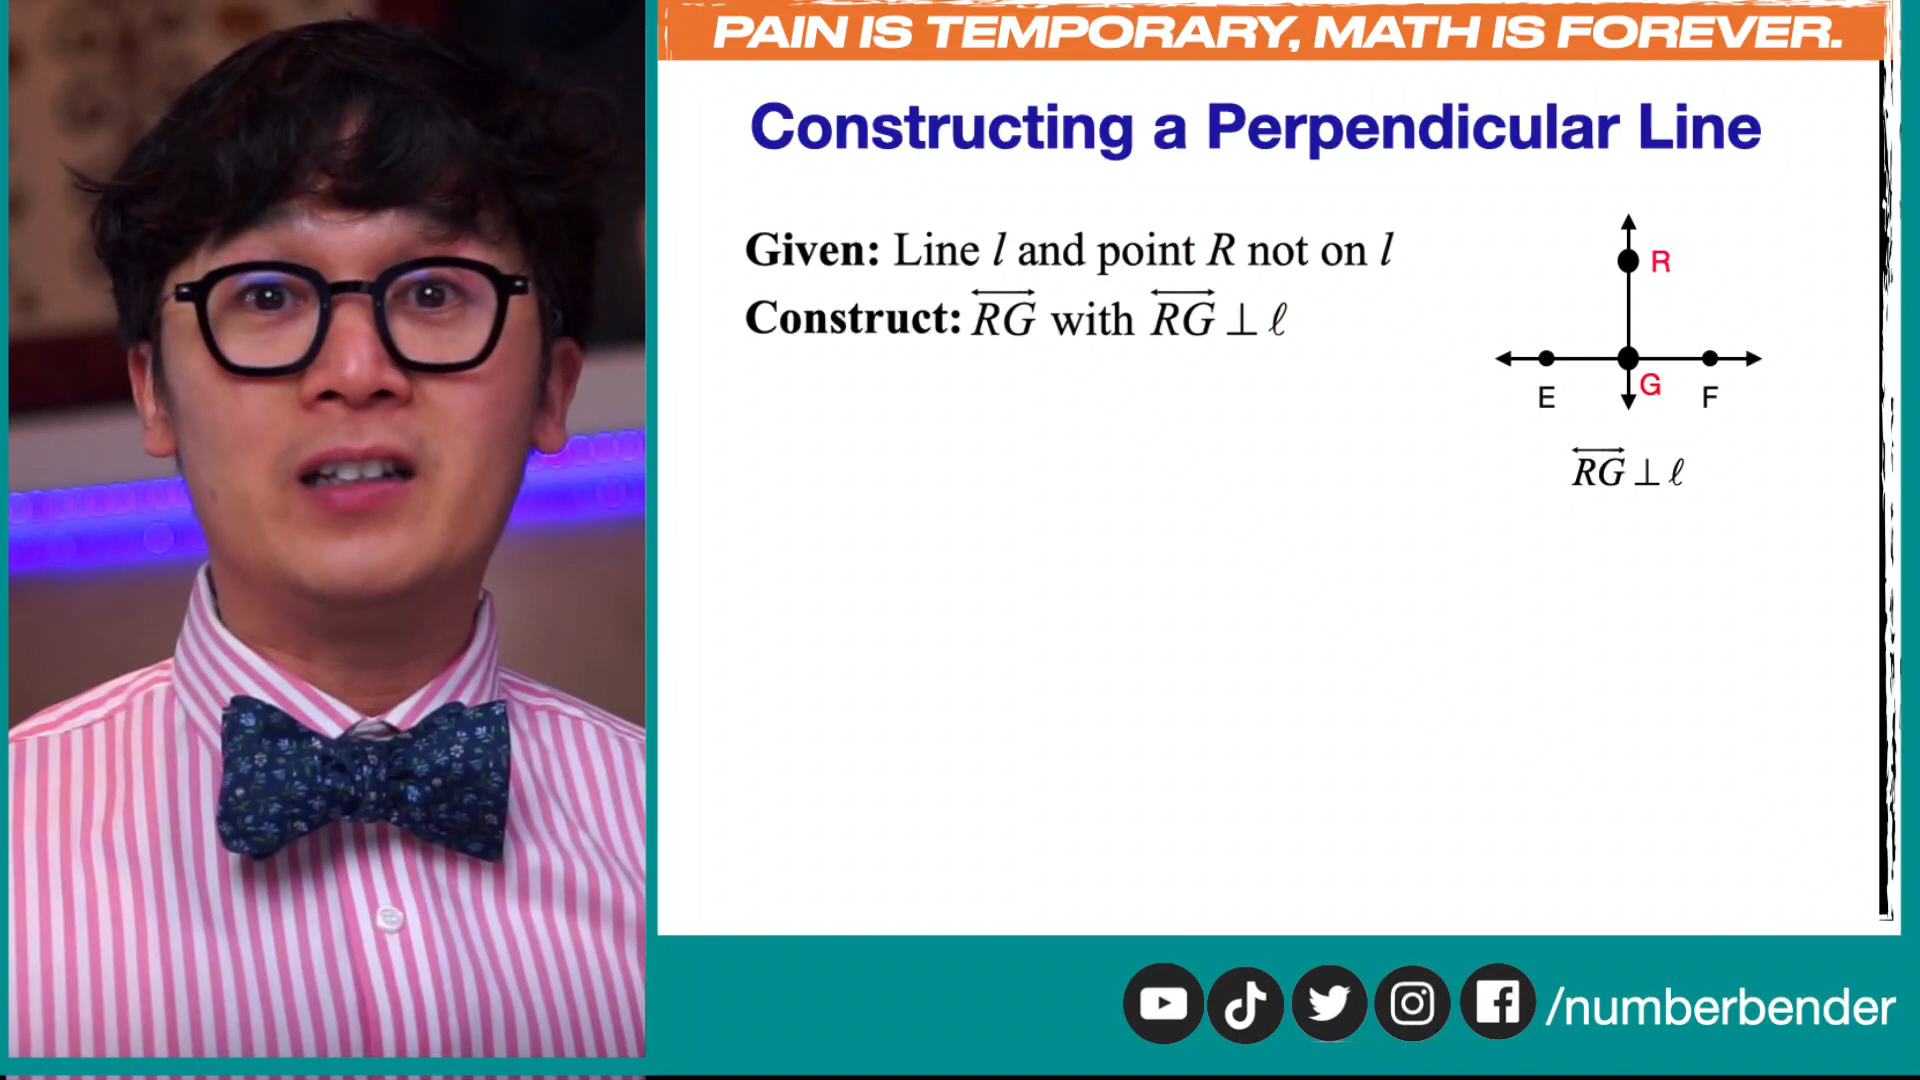 PAIN IS TEMPORARY, MATH IS FOREVER.
Constructing a Perpendicular Line
Given: Line l and point R not on l
Construct: RG with RG ⊥ ℓ
R
G
E
F
RG ⊥ ℓ
/numberbender